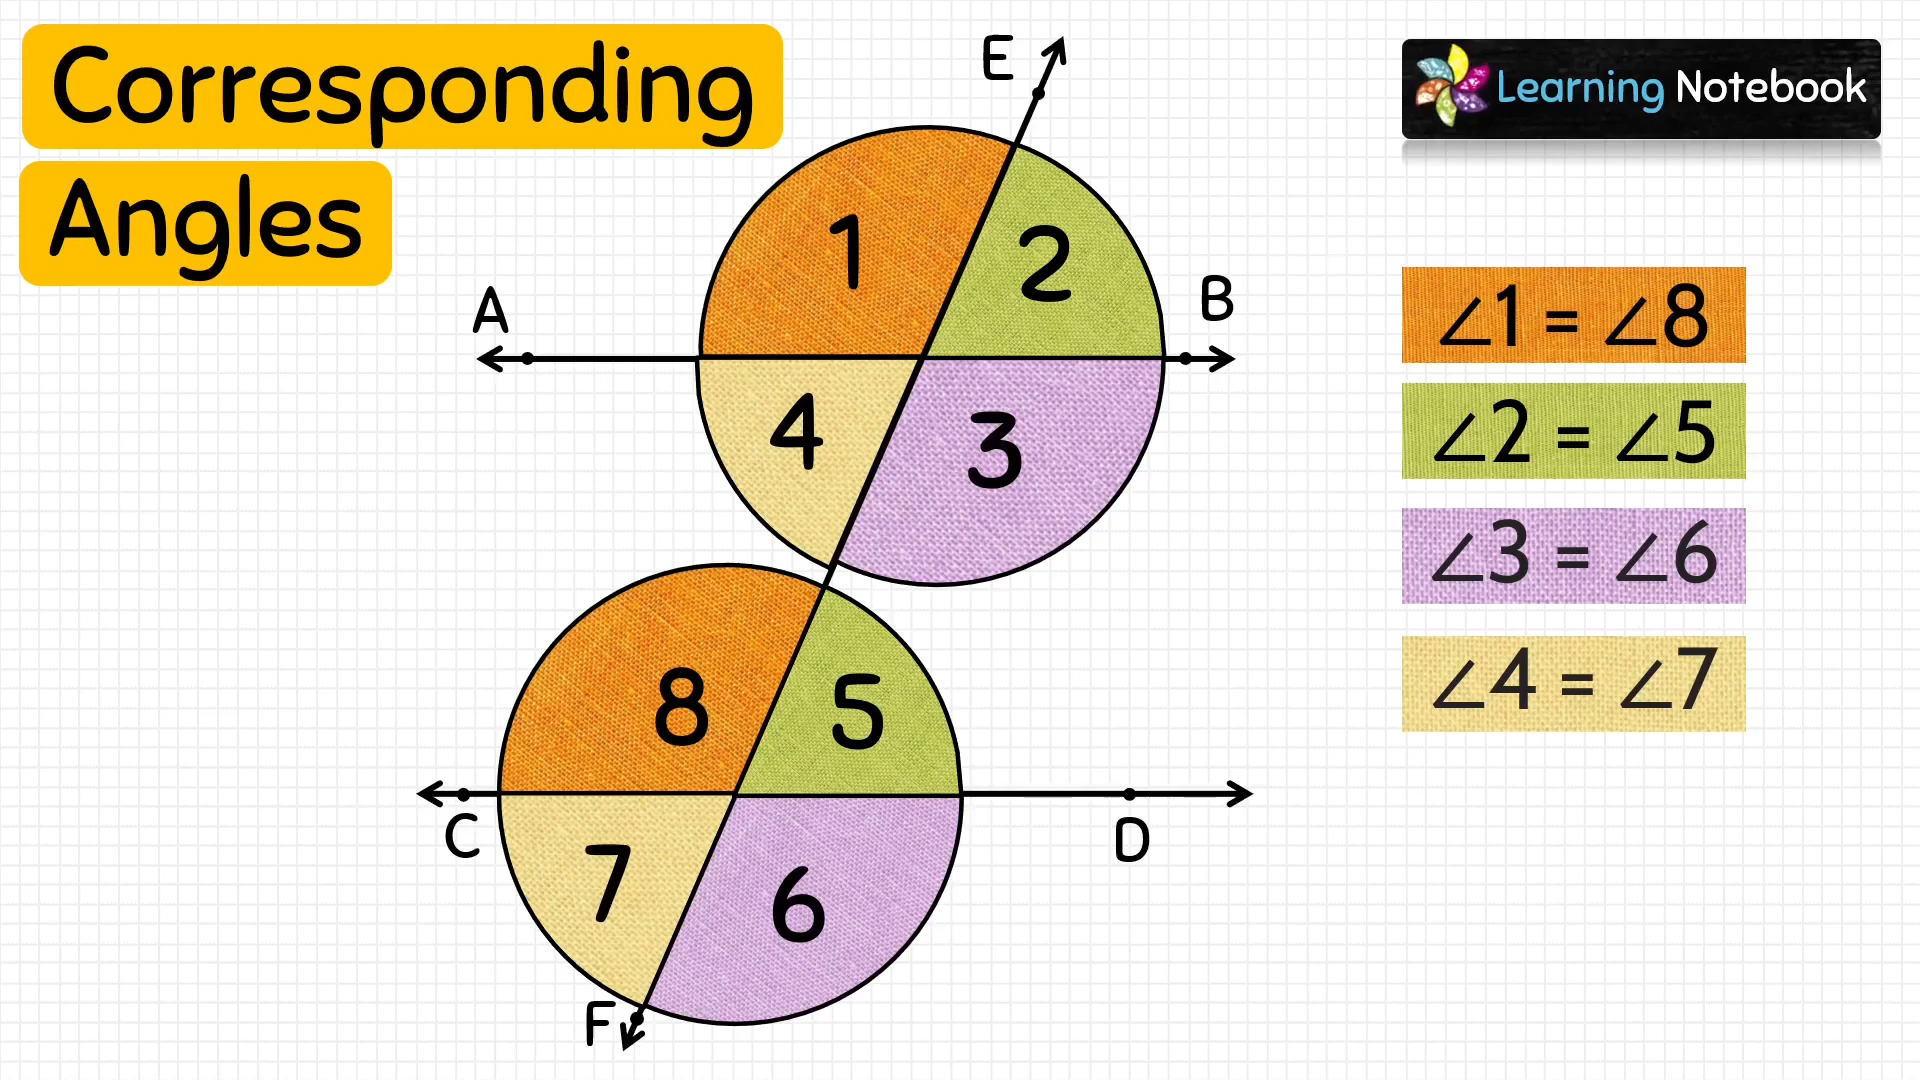 Corresponding
Angles
Learning Notebook
E
1
2
A
B
4
3
8
5
C
D
7
6
F
∠1 = ∠8
∠2 = ∠5
∠3 = ∠6
∠4 = ∠7